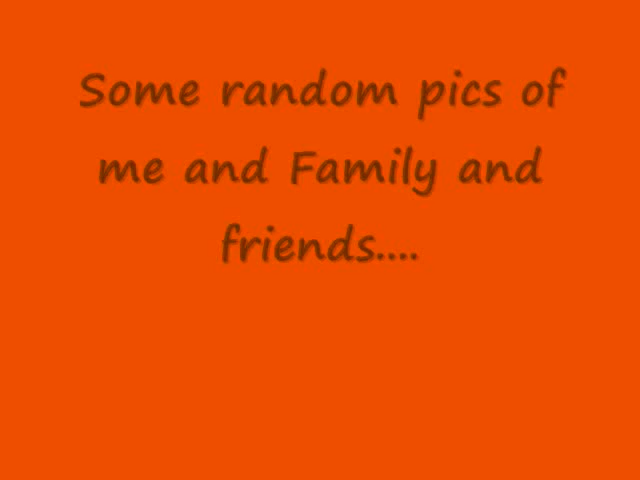 Some random pics of
me and Family and
friends....